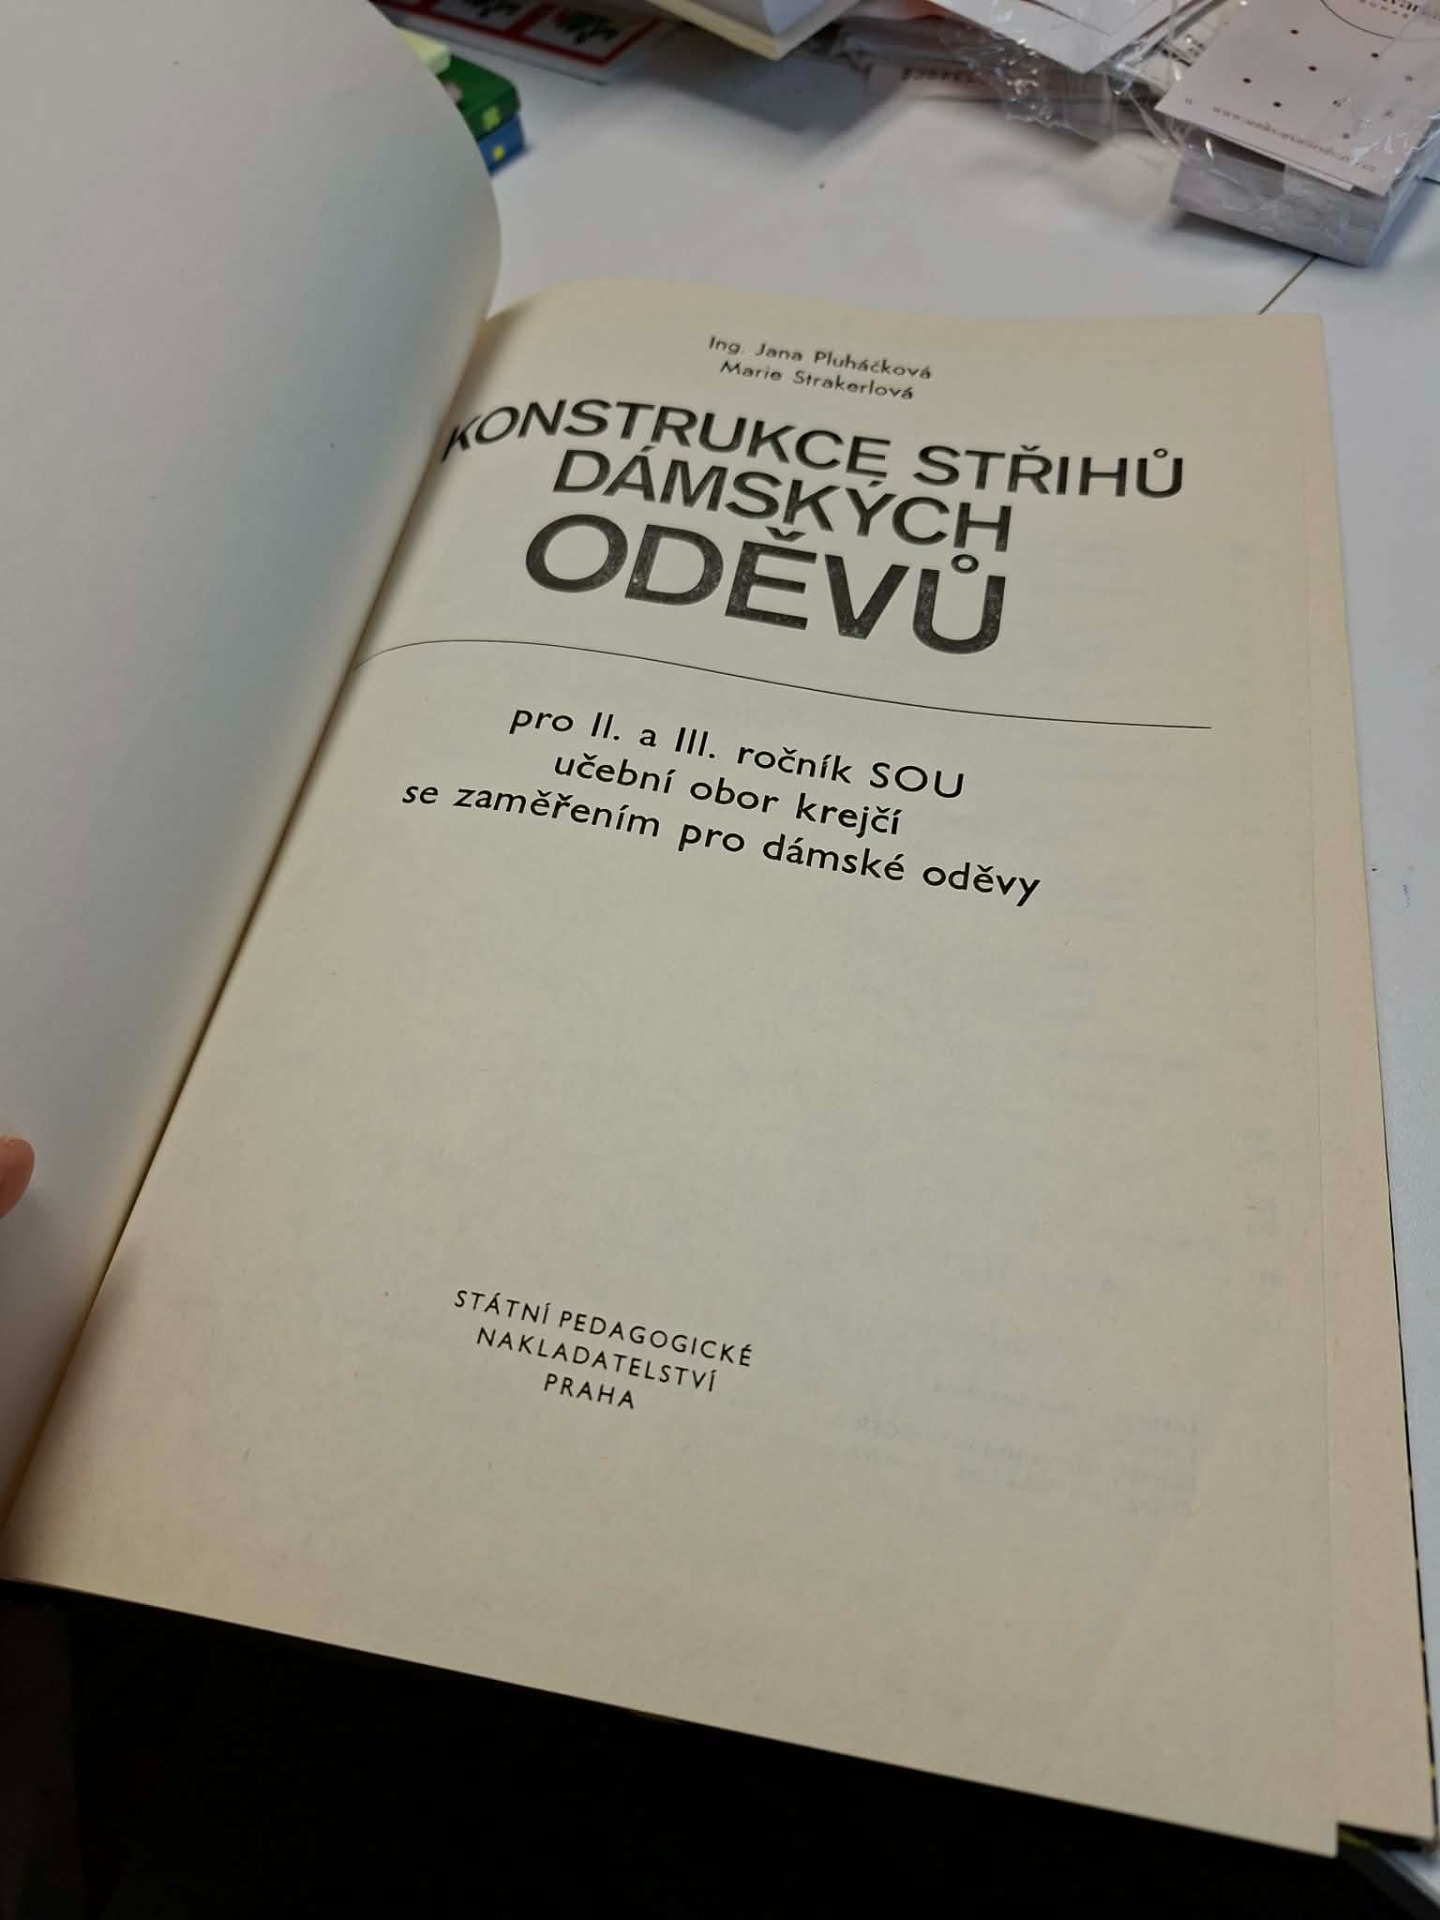 Ing. Jana Pluháčková
Marie Strakerlová
KONSTRUKCE STŘIHŮ
DÁMSKÝCH
ODĚVŮ
pro II. a III. ročník SOU
učební obor krejčí
se zaměřením pro dámské oděvy
STÁTNÍ PEDAGOGICKÉ
NAKLADATELSTVÍ
PRAHA